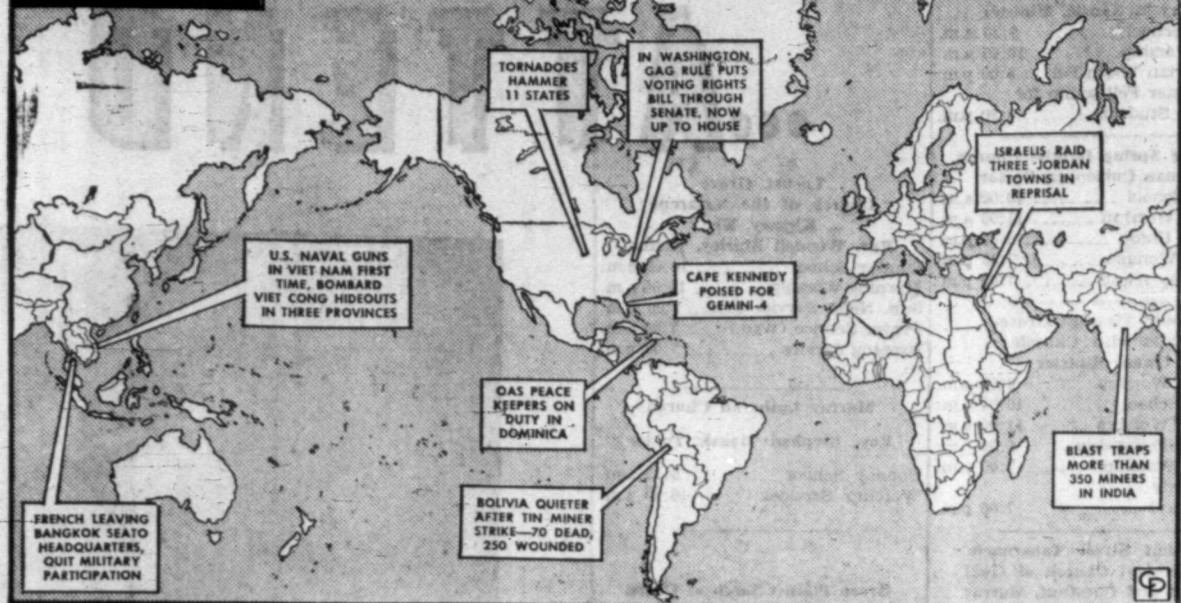 TORNADOES
HAMMER
11 STATES
IN WASHINGTON,
GAG RULE PUTS
VOTING RIGHTS
BILL THROUGH
SENATE, NOW
UP TO HOUSE
ISRAELIS RAID
THREE JORDAN
TOWNS IN
REPRISAL
U.S. NAVAL GUNS
IN VIET NAM FIRST
TIME, BOMBARD
VIET CONG HIDEOUTS
IN THREE PROVINCES
CAPE KENNEDY
POISED FOR
GEMINI-4
OAS PEACE
KEEPERS ON
DUTY IN
DOMINICA
BLAST TRAPS
MORE THAN
350 MINERS
IN INDIA
BOLIVIA QUIETER
AFTER TIN MINER
STRIKE—70 DEAD,
250 WOUNDED
FRENCH LEAVING
BANGKOK SEATO
HEADQUARTERS,
QUIT MILITARY
PARTICIPATION
CP